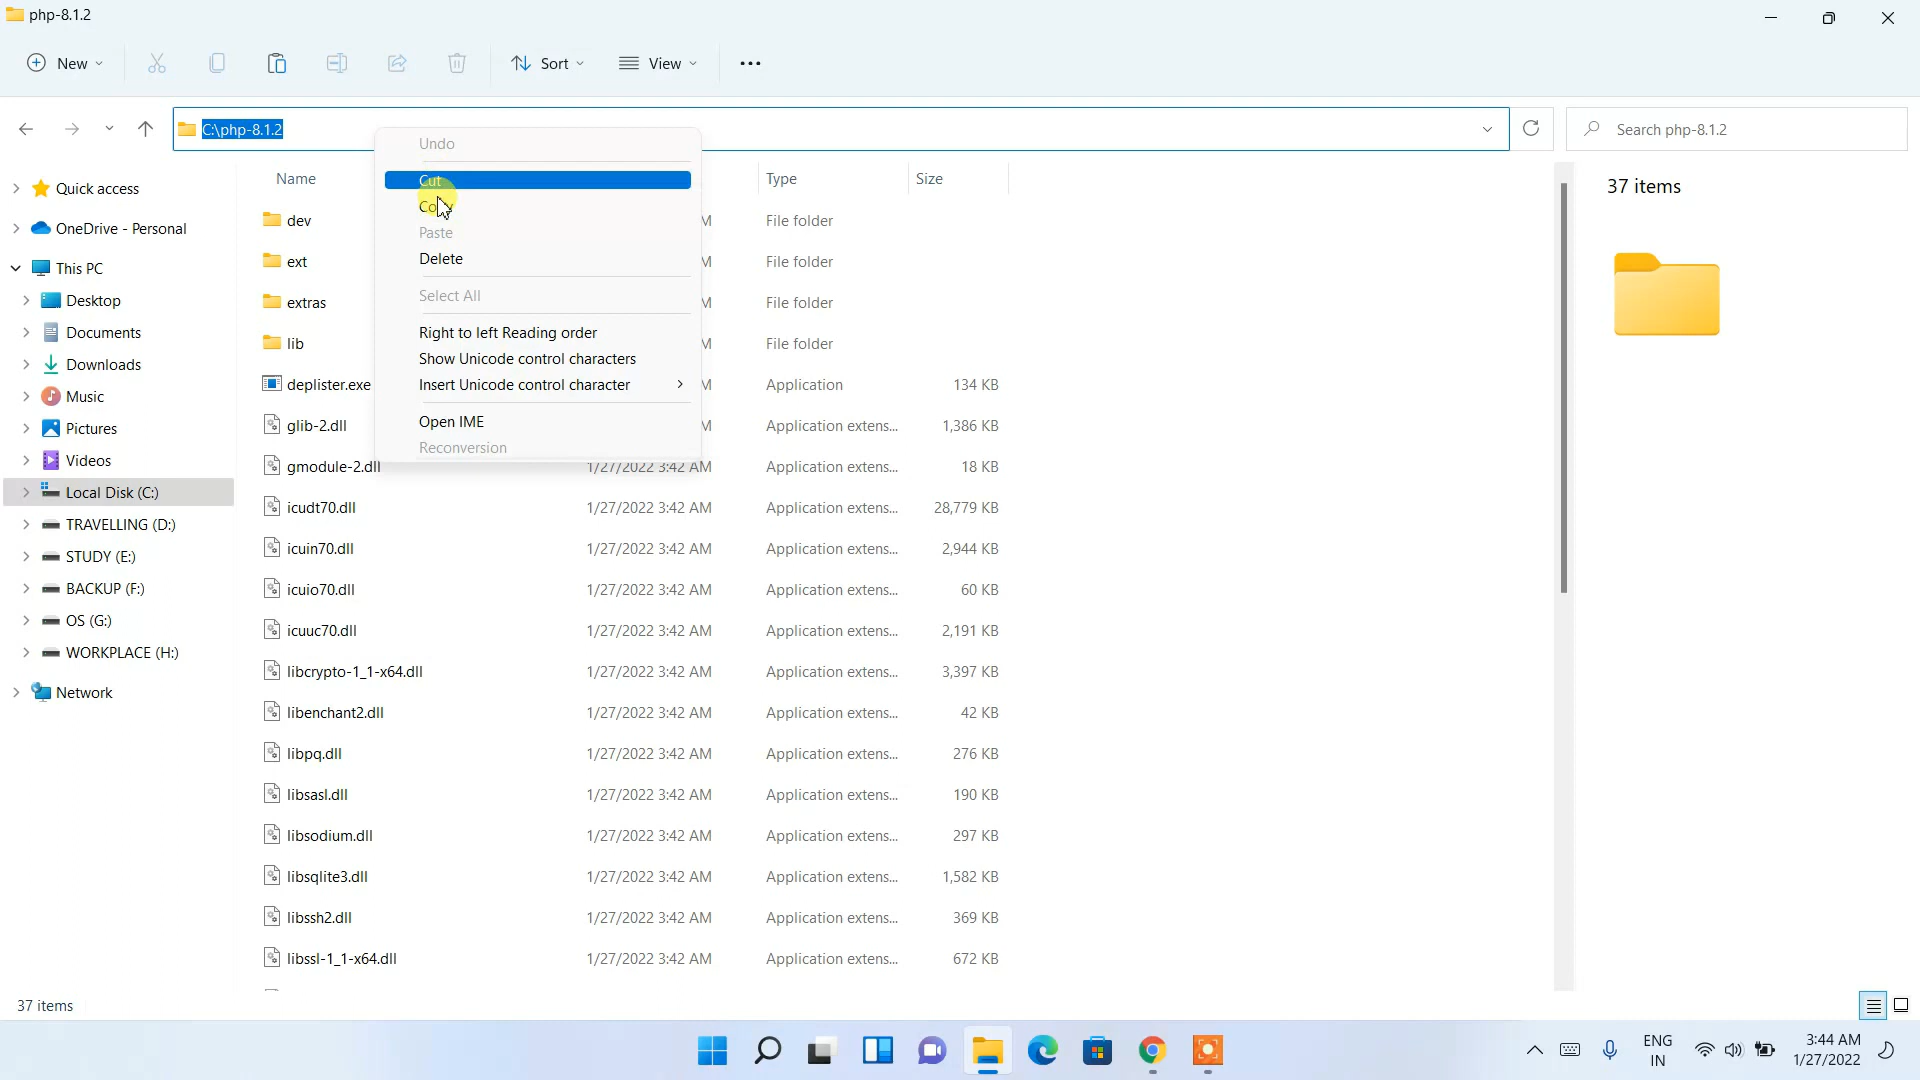 php-8.1.2
New
Sort
View
C:\php-8.1.2
Search php-8.1.2
Undo
Cut
Copy
Paste
Delete
Select All
Right to left Reading order
Show Unicode control characters
Insert Unicode control character
Open IME
Reconversion
Quick access
OneDrive - Personal
This PC
Desktop
Documents
Downloads
Music
Pictures
Videos
Local Disk (C:)
TRAVELLING (D:)
STUDY (E:)
BACKUP (F:)
OS (G:)
WORKPLACE (H:)
Network
Name Type Size
dev M File folder
ext M File folder
extras M File folder
lib M File folder
deplister.exe M Application 134 KB
glib-2.dll M Application extens... 1,386 KB
gmodule-2.dll 1/27/2022 3:42 AM Application extens... 18 KB
icudt70.dll 1/27/2022 3:42 AM Application extens... 28,779 KB
icuin70.dll 1/27/2022 3:42 AM Application extens... 2,944 KB
icuio70.dll 1/27/2022 3:42 AM Application extens... 60 KB
icuuc70.dll 1/27/2022 3:42 AM Application extens... 2,191 KB
libcrypto-1_1-x64.dll 1/27/2022 3:42 AM Application extens... 3,397 KB
libenchant2.dll 1/27/2022 3:42 AM Application extens... 42 KB
libpq.dll 1/27/2022 3:42 AM Application extens... 276 KB
libsasl.dll 1/27/2022 3:42 AM Application extens... 190 KB
libsodium.dll 1/27/2022 3:42 AM Application extens... 297 KB
libsqlite3.dll 1/27/2022 3:42 AM Application extens... 1,582 KB
libssh2.dll 1/27/2022 3:42 AM Application extens... 369 KB
libssl-1_1-x64.dll 1/27/2022 3:42 AM Application extens... 672 KB
37 items
37 items
ENG
IN
3:44 AM
1/27/2022